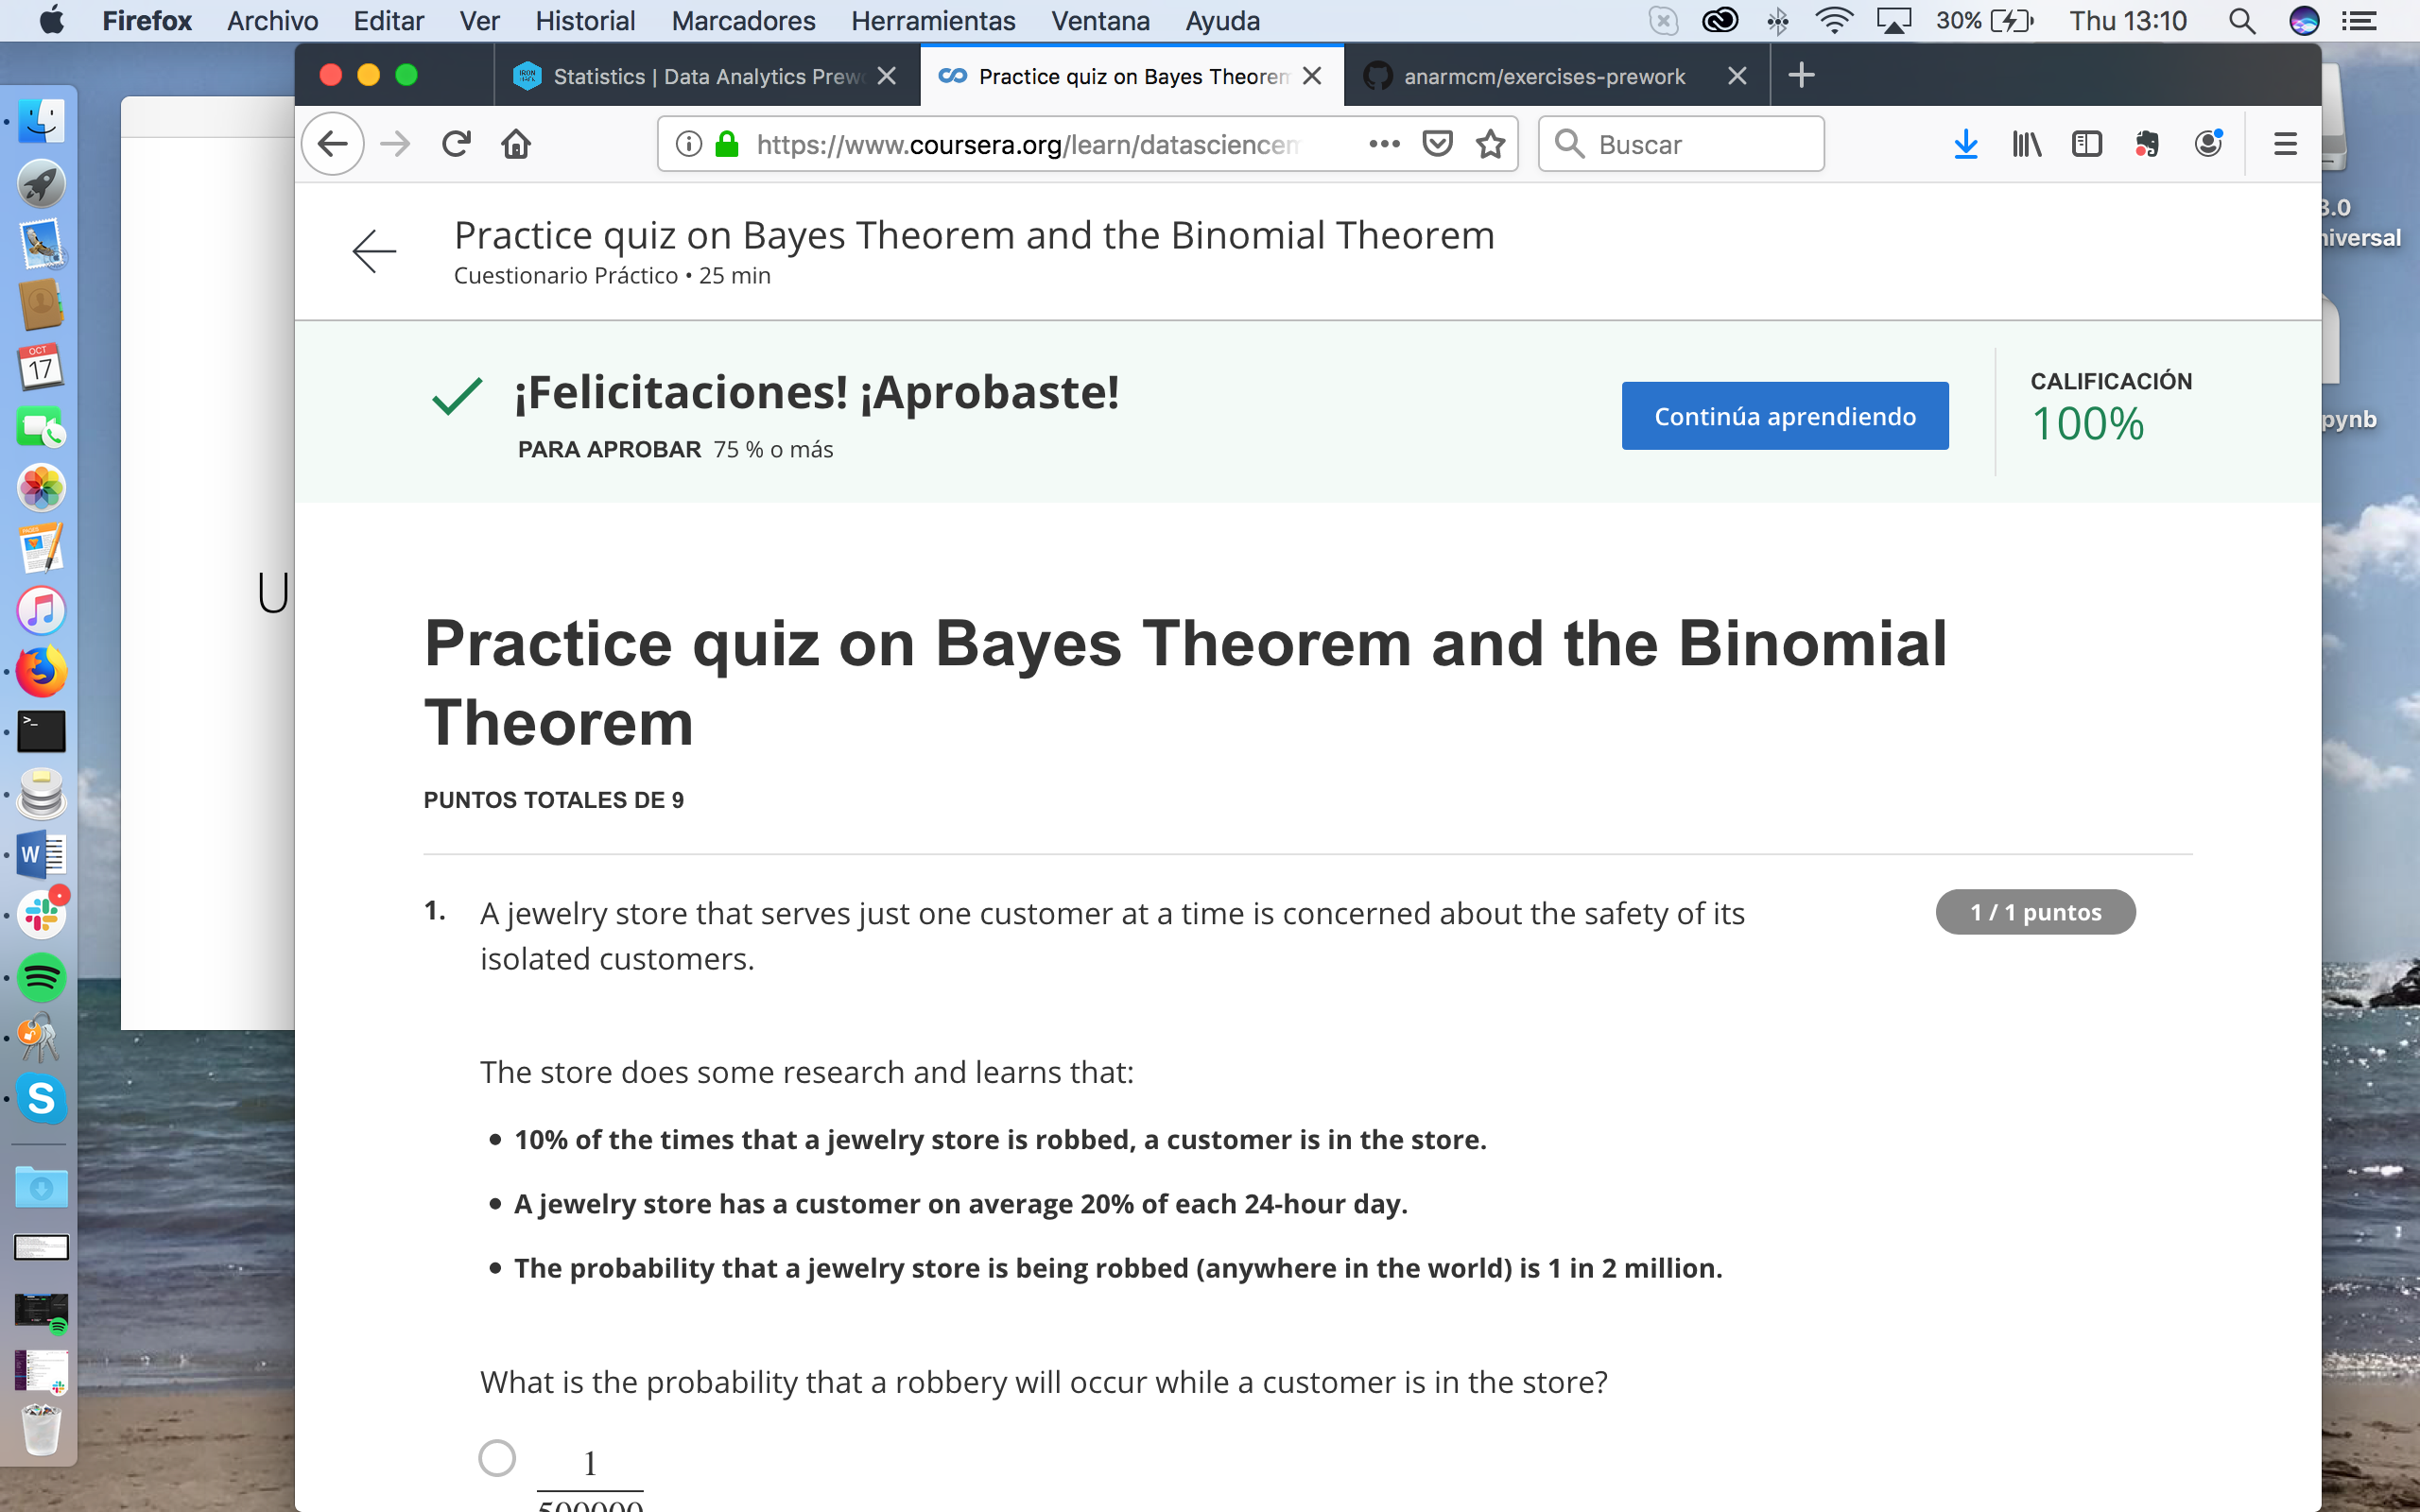 Firefox Archivo Editar Ver Historial Marcadores Herramientas Ventana Ayuda 30% Thu 13:10
Statistics | Data Analytics Prew
Practice quiz on Bayes Theorem
anarmcm/exercises-prework
https://www.coursera.org/learn/datasciencem
Buscar
Practice quiz on Bayes Theorem and the Binomial Theorem
Cuestionario Práctico • 25 min
¡Felicitaciones! ¡Aprobaste!
PARA APROBAR 75 % o más
Continúa aprendiendo
CALIFICACIÓN
100%
Practice quiz on Bayes Theorem and the Binomial
Theorem
PUNTOS TOTALES DE 9
1. A jewelry store that serves just one customer at a time is concerned about the safety of its
isolated customers.
1 / 1 puntos
The store does some research and learns that:
• 10% of the times that a jewelry store is robbed, a customer is in the store.
• A jewelry store has a customer on average 20% of each 24-hour day.
• The probability that a jewelry store is being robbed (anywhere in the world) is 1 in 2 million.
What is the probability that a robbery will occur while a customer is in the store?
1
500000
U
3.0
niversal
pynb
OCT
17
PAGES
>_
W
S